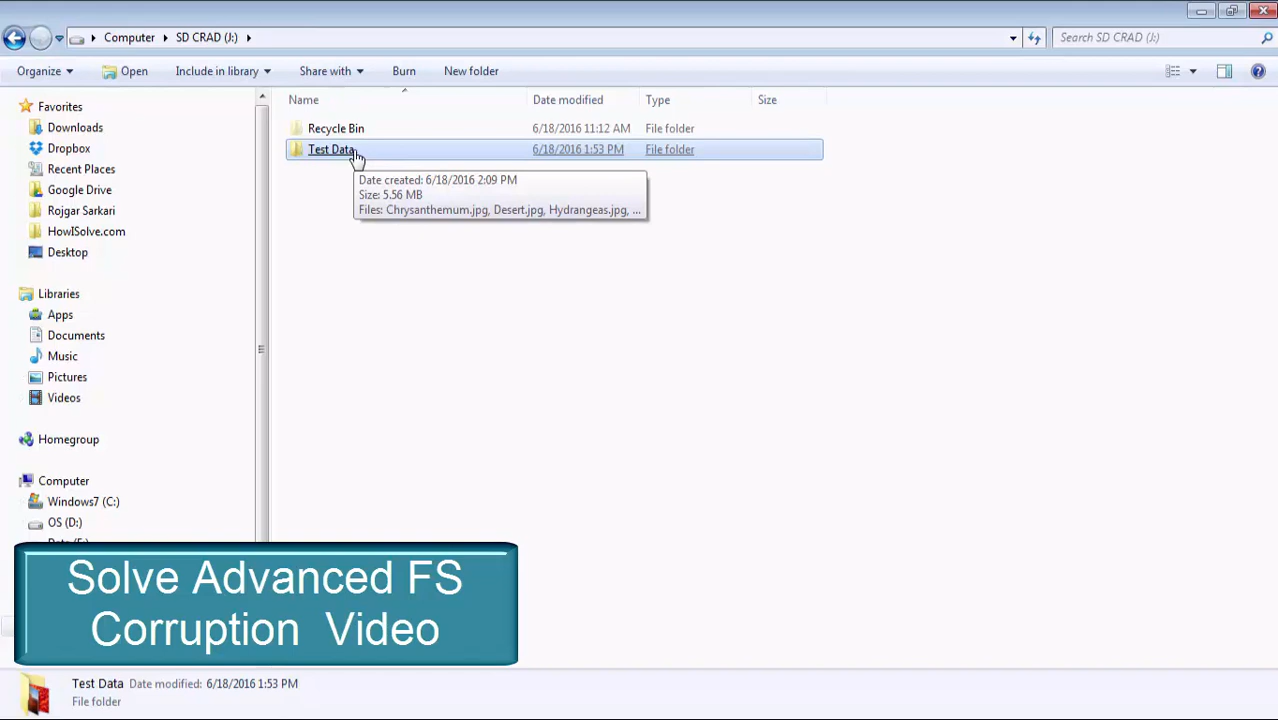 Computer SD CRAD (J:) Search SD CRAD (J:)
Organize Open Include in library Share with Burn New folder
Name Date modified Type Size
Favorites
Downloads
Dropbox
Recent Places
Google Drive
Rojgar Sarkari
HowISolve.com
Desktop
Libraries
Apps
Documents
Music
Pictures
Videos
Homegroup
Computer
Windows7 (C:)
OS (D:)
Recycle Bin 6/18/2016 11:12 AM File folder
Test Data 6/18/2016 1:53 PM File folder
Date created: 6/18/2016 2:09 PM
Size: 5.56 MB
Files: Chrysanthemum.jpg, Desert.jpg, Hydrangeas.jpg, ...
Solve Advanced FS
Corruption Video
Test Data Date modified: 6/18/2016 1:53 PM
File folder